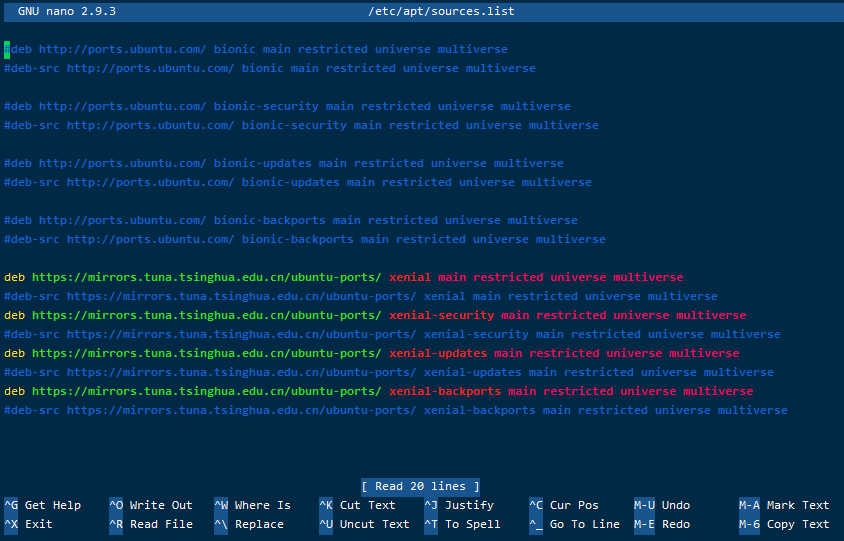 GNU nano 2.9.3 /etc/apt/sources.list
#deb http://ports.ubuntu.com/ bionic main restricted universe multiverse
#deb-src http://ports.ubuntu.com/ bionic main restricted universe multiverse
#deb http://ports.ubuntu.com/ bionic-security main restricted universe multiverse
#deb-src http://ports.ubuntu.com/ bionic-security main restricted universe multiverse
#deb http://ports.ubuntu.com/ bionic-updates main restricted universe multiverse
#deb-src http://ports.ubuntu.com/ bionic-updates main restricted universe multiverse
#deb http://ports.ubuntu.com/ bionic-backports main restricted universe multiverse
#deb-src http://ports.ubuntu.com/ bionic-backports main restricted universe multiverse
deb https://mirrors.tuna.tsinghua.edu.cn/ubuntu-ports/ xenial main restricted universe multiverse
#deb-src https://mirrors.tuna.tsinghua.edu.cn/ubuntu-ports/ xenial main restricted universe multiverse
deb https://mirrors.tuna.tsinghua.edu.cn/ubuntu-ports/ xenial-security main restricted universe multiverse
#deb-src https://mirrors.tuna.tsinghua.edu.cn/ubuntu-ports/ xenial-security main restricted universe multiverse
deb https://mirrors.tuna.tsinghua.edu.cn/ubuntu-ports/ xenial-updates main restricted universe multiverse
#deb-src https://mirrors.tuna.tsinghua.edu.cn/ubuntu-ports/ xenial-updates main restricted universe multiverse
deb https://mirrors.tuna.tsinghua.edu.cn/ubuntu-ports/ xenial-backports main restricted universe multiverse
#deb-src https://mirrors.tuna.tsinghua.edu.cn/ubuntu-ports/ xenial-backports main restricted universe multiverse
[ Read 20 lines ]
^G Get Help ^O Write Out ^W Where Is ^K Cut Text ^J Justify ^C Cur Pos M-U Undo M-A Mark Text
^X Exit ^R Read File ^\ Replace ^U Uncut Text ^T To Spell ^_ Go To Line M-E Redo M-6 Copy Text